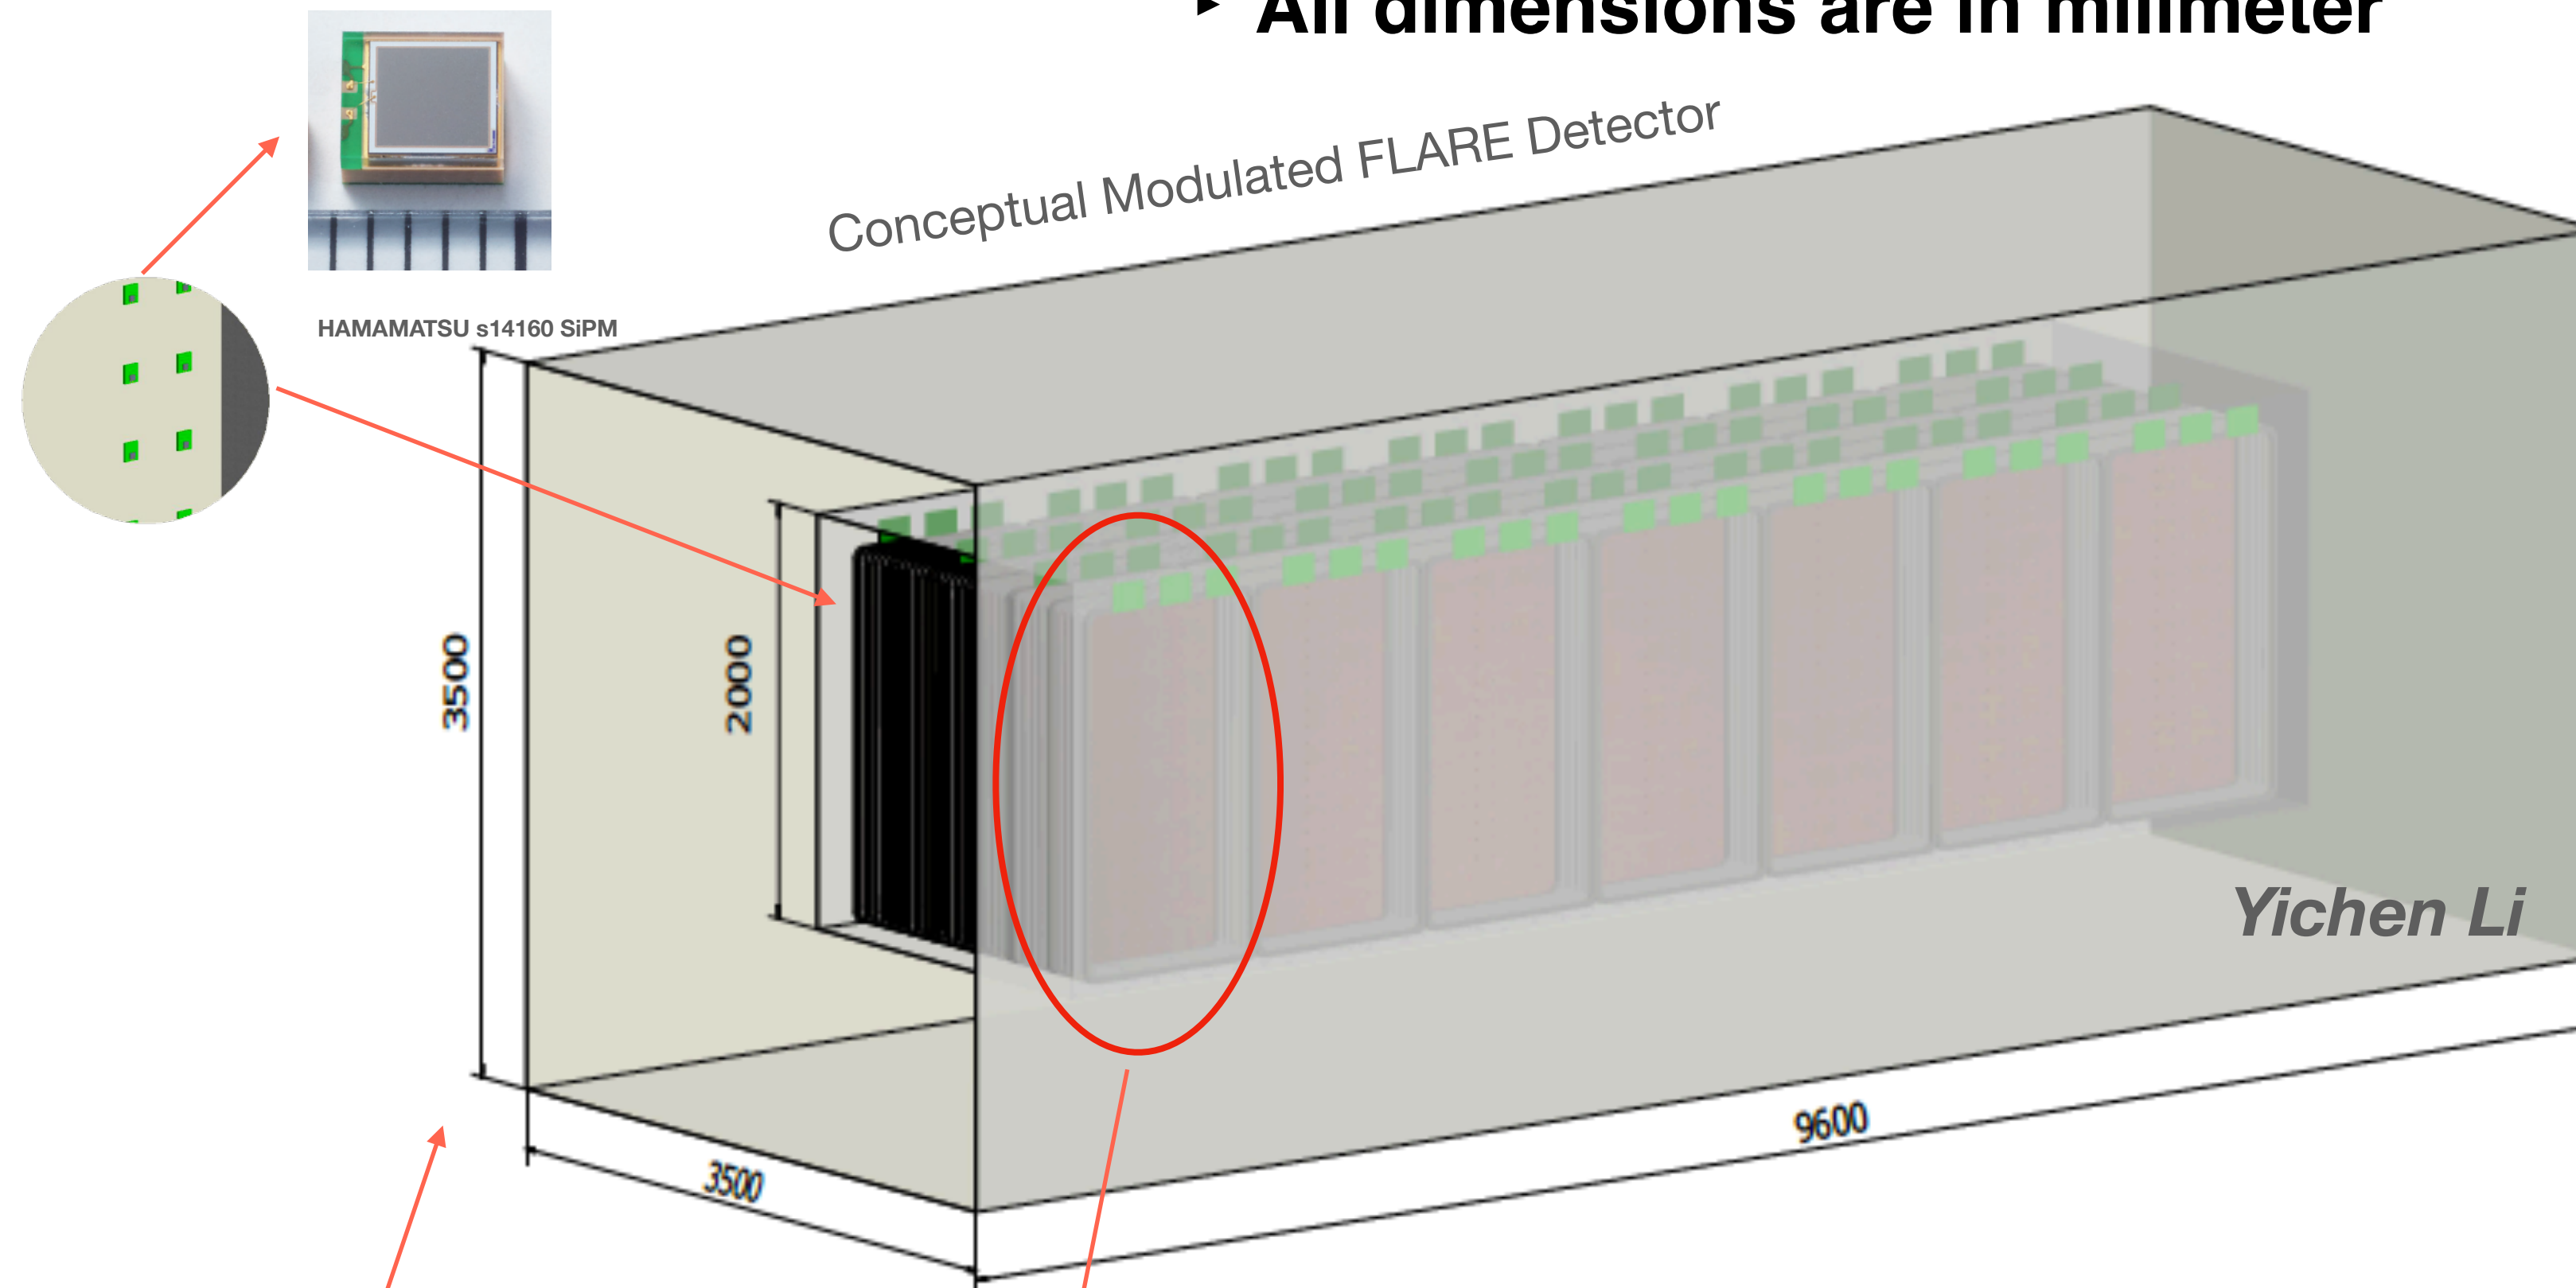 ‣ All dimensions are in millimeter
Conceptual Modulated FLARE Detector
HAMAMATSU s14160 SiPM
3500
2000
Yichen Li
9600
3500